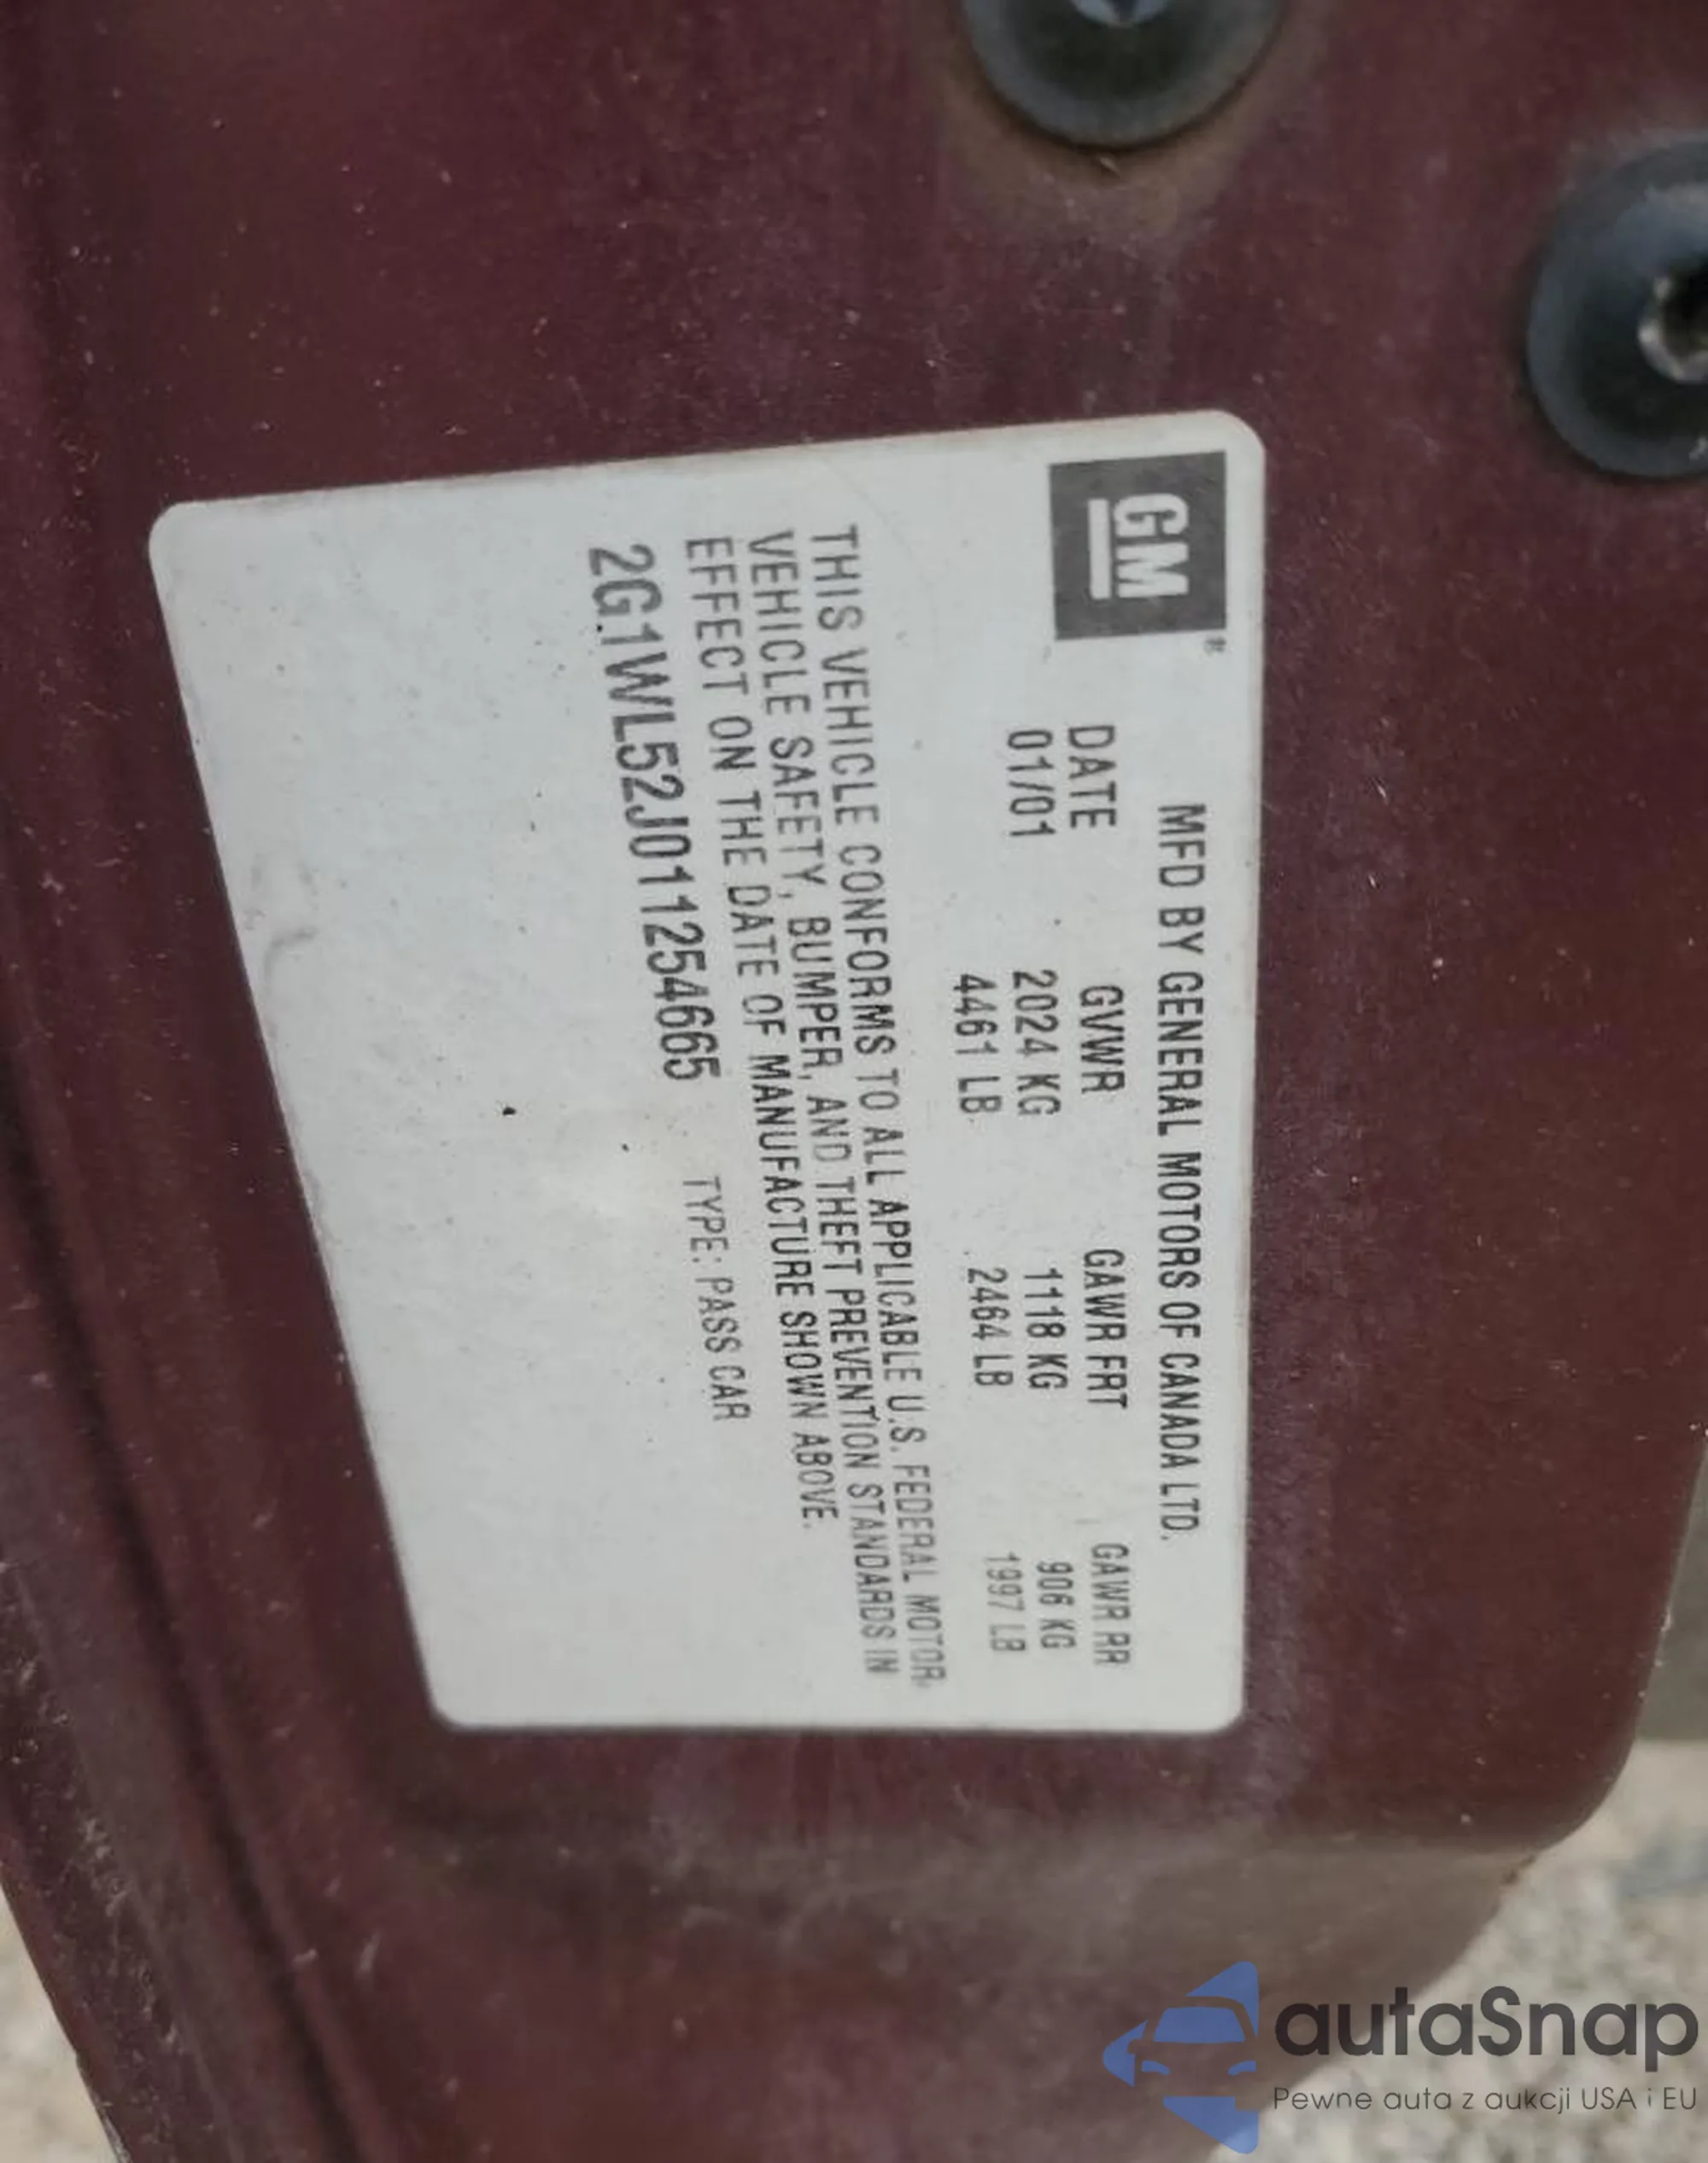 GM®
MFD BY GENERAL MOTORS OF CANADA LTD.
DATE GVWR GAWR FRT GAWR RR
01/01 2024 KG 1118 KG 906 KG
4461 LB 2464 LB 1997 LB
THIS VEHICLE CONFORMS TO ALL APPLICABLE U.S. FEDERAL MOTOR
VEHICLE SAFETY, BUMPER, AND THEFT PREVENTION STANDARDS IN
EFFECT ON THE DATE OF MANUFACTURE SHOWN ABOVE.
2G1WL52J011254665 TYPE: PASS CAR
autaSnap
Pewne auta z aukcji USA i EU